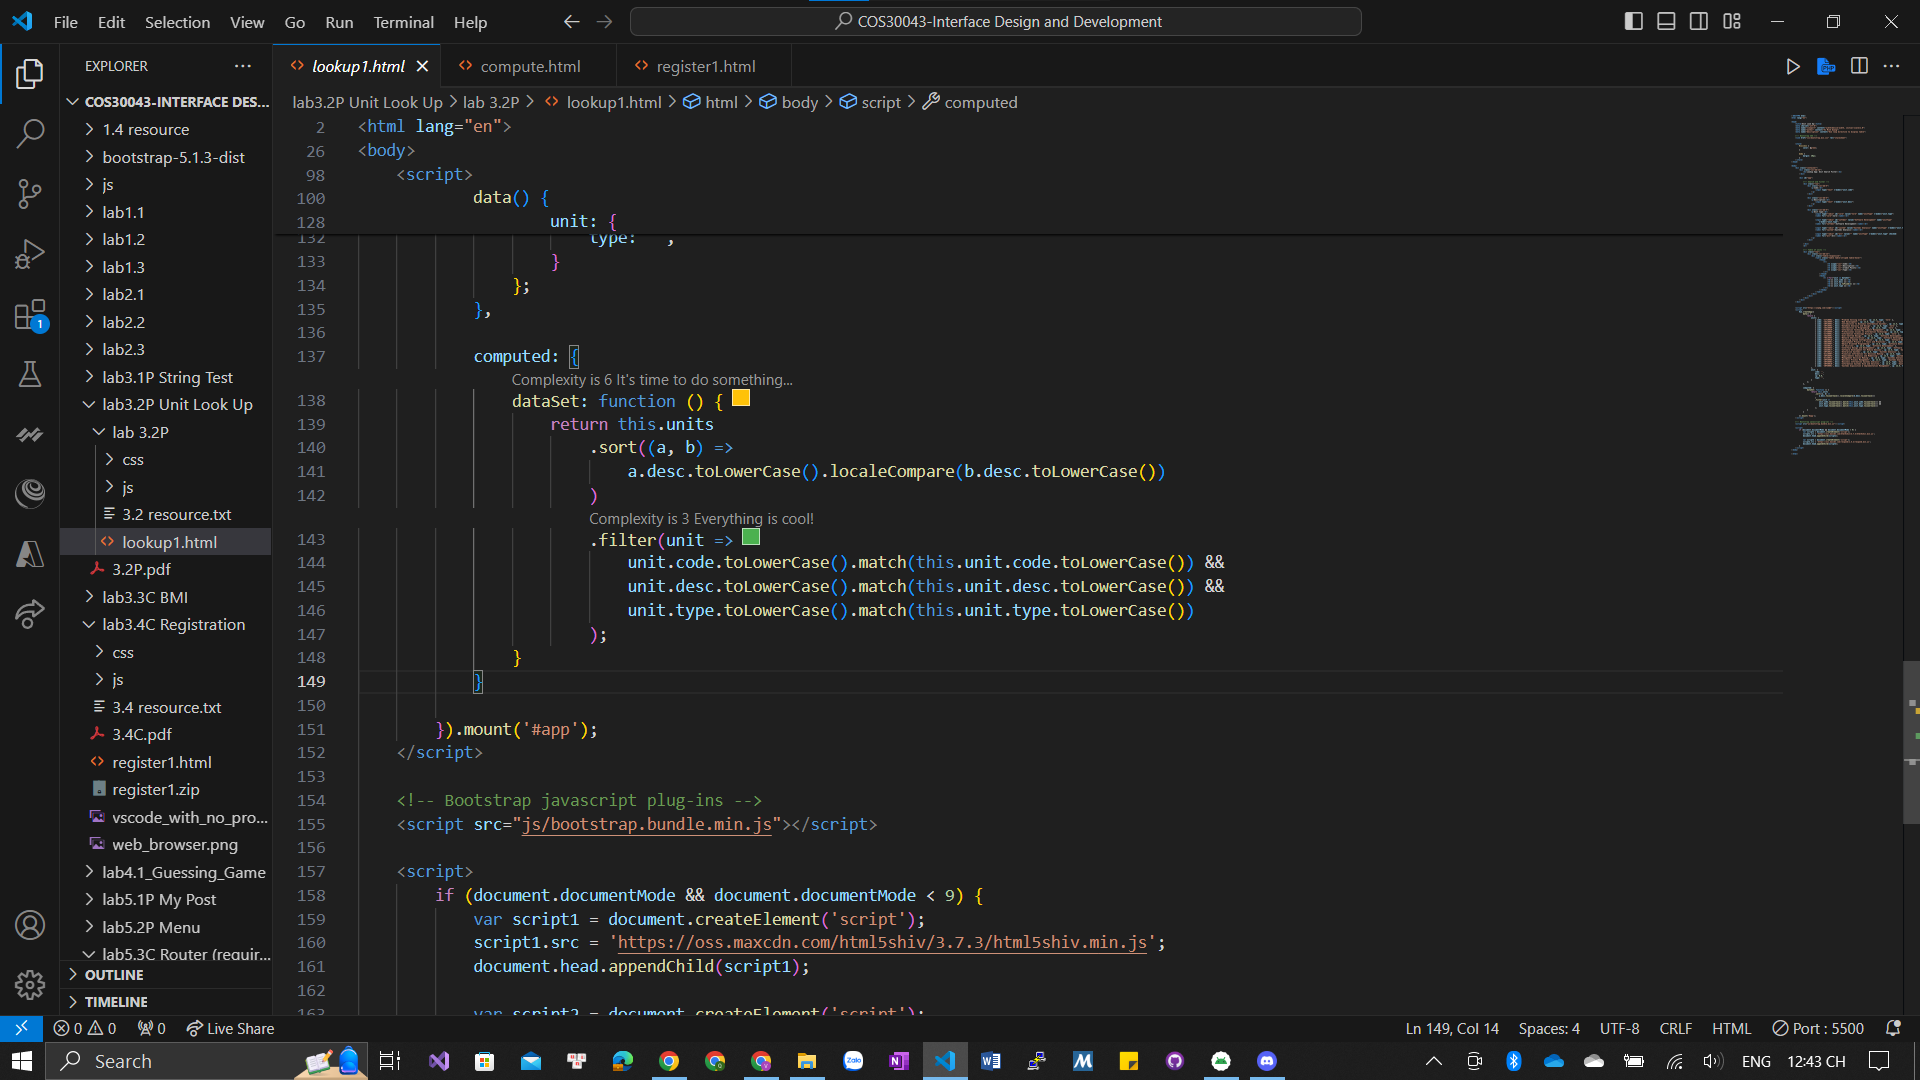 File Edit Selection View Go Run Terminal Help
COS30043-Interface Design and Development
EXPLORER
COS30043-INTERFACE DES...
1.4 resource
bootstrap-5.1.3-dist
js
lab1.1
lab1.2
lab1.3
lab2.1
lab2.2
lab2.3
lab3.1P String Test
lab3.2P Unit Look Up
lab 3.2P
css
js
3.2 resource.txt
lookup1.html
3.2P.pdf
lab3.3C BMI
lab3.4C Registration
css
js
3.4 resource.txt
3.4C.pdf
register1.html
register1.zip
vscode_with_no_pro...
web_browser.png
lab4.1_Guessing_Game
lab5.1P My Post
lab5.2P Menu
lab5.3C Router (requir...
OUTLINE
TIMELINE
1
lookup1.html compute.html register1.html
lab3.2P Unit Look Up > lab 3.2P > lookup1.html > html > body > script > computed
2 <html lang="en">
26 <body>
98 <script>
100 data() {
128 unit: {
132 type: '',
133 }
134 };
135 },
136
137 computed: {
Complexity is 6 It's time to do something...
138 dataSet: function () {
139 return this.units
140 .sort((a, b) =>
141 a.desc.toLowerCase().localeCompare(b.desc.toLowerCase())
142 )
Complexity is 3 Everything is cool!
143 .filter(unit =>
144 unit.code.toLowerCase().match(this.unit.code.toLowerCase()) &&
145 unit.desc.toLowerCase().match(this.unit.desc.toLowerCase()) &&
146 unit.type.toLowerCase().match(this.unit.type.toLowerCase())
147 );
148 }
149 }
150
151 }).mount('#app');
152 </script>
153
154 <!-- Bootstrap javascript plug-ins -->
155 <script src="js/bootstrap.bundle.min.js"></script>
156
157 <script>
158 if (document.documentMode && document.documentMode < 9) {
159 var script1 = document.createElement('script');
160 script1.src = 'https://oss.maxcdn.com/html5shiv/3.7.3/html5shiv.min.js';
161 document.head.appendChild(script1);
162
163 var script2 = document.createElement('script');
0 0 0 Live Share
Ln 149, Col 14 Spaces: 4 UTF-8 CRLF HTML Port : 5500
Search
Zalo
ENG 12:43 CH